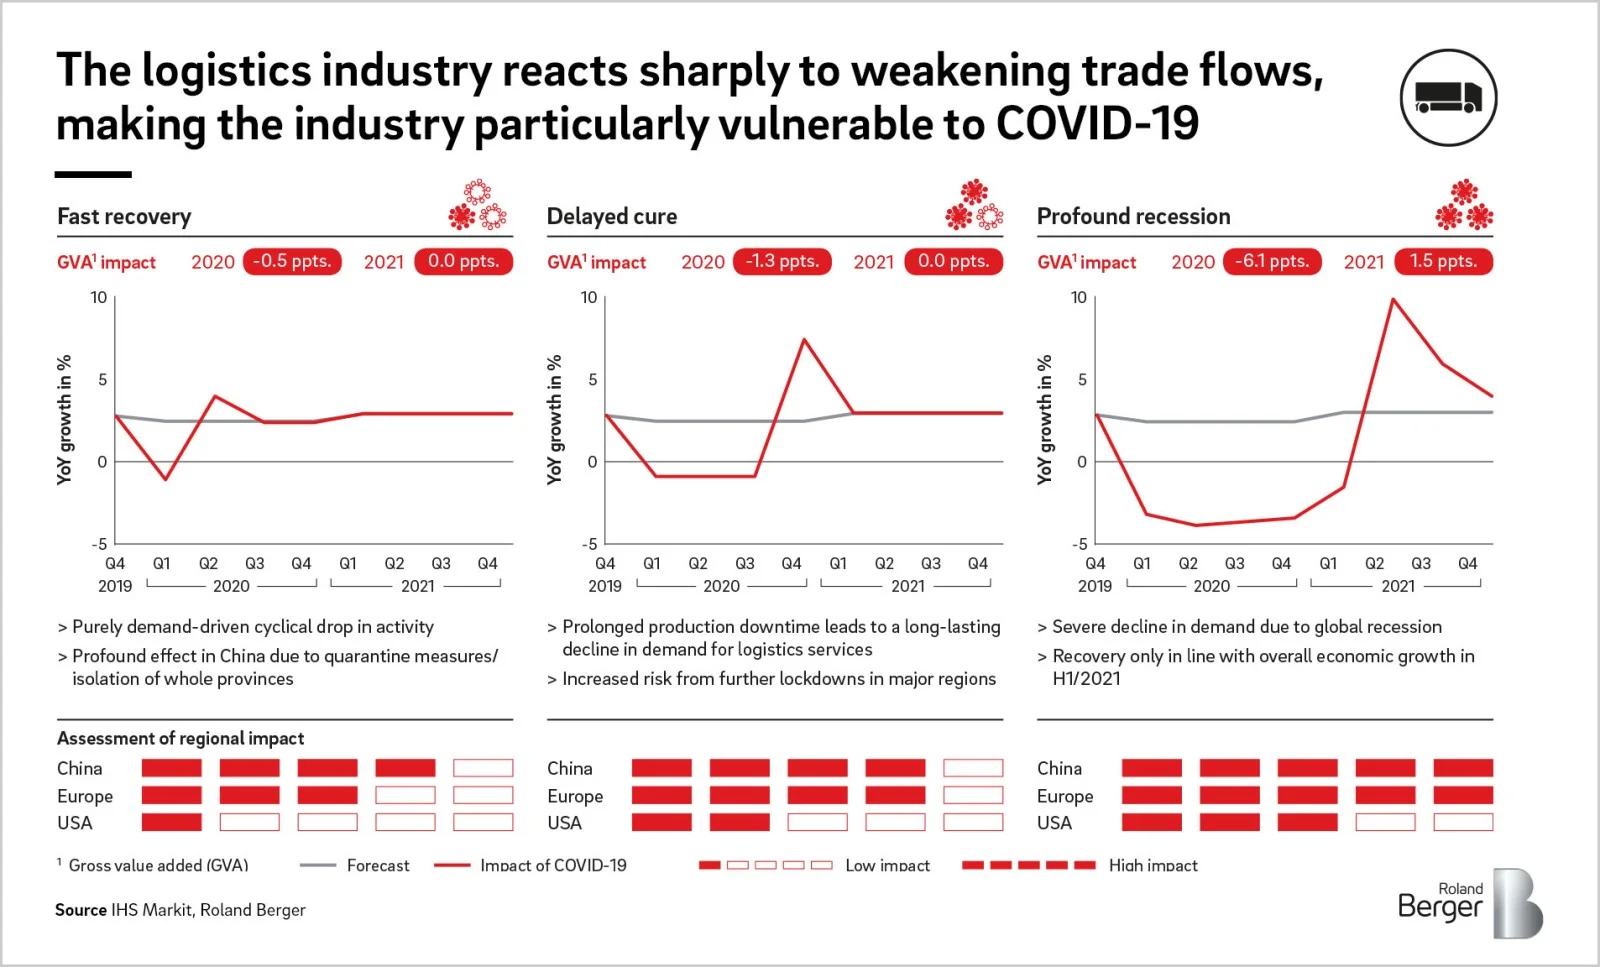 The logistics industry reacts sharply to weakening trade flows,
making the industry particularly vulnerable to COVID-19
Fast recovery
GVA¹ impact 2020 -0.5 ppts. 2021 0.0 ppts.
YoY growth in %
10
5
0
-5
Q4 Q1 Q2 Q3 Q4 Q1 Q2 Q3 Q4
2019 2020 2021
> Purely demand-driven cyclical drop in activity
> Profound effect in China due to quarantine measures/
isolation of whole provinces
Delayed cure
GVA¹ impact 2020 -1.3 ppts. 2021 0.0 ppts.
YoY growth in %
10
5
0
-5
Q4 Q1 Q2 Q3 Q4 Q1 Q2 Q3 Q4
2019 2020 2021
> Prolonged production downtime leads to a long-lasting
decline in demand for logistics services
> Increased risk from further lockdowns in major regions
Profound recession
GVA¹ impact 2020 -6.1 ppts. 2021 1.5 ppts.
YoY growth in %
10
5
0
-5
Q4 Q1 Q2 Q3 Q4 Q1 Q2 Q3 Q4
2019 2020 2021
> Severe decline in demand due to global recession
> Recovery only in line with overall economic growth in
H1/2021
Assessment of regional impact
China
Europe
USA
China
Europe
USA
China
Europe
USA
¹ Gross value added (GVA) Forecast Impact of COVID-19 Low impact High impact
Source IHS Markit, Roland Berger
Roland
Berger
B